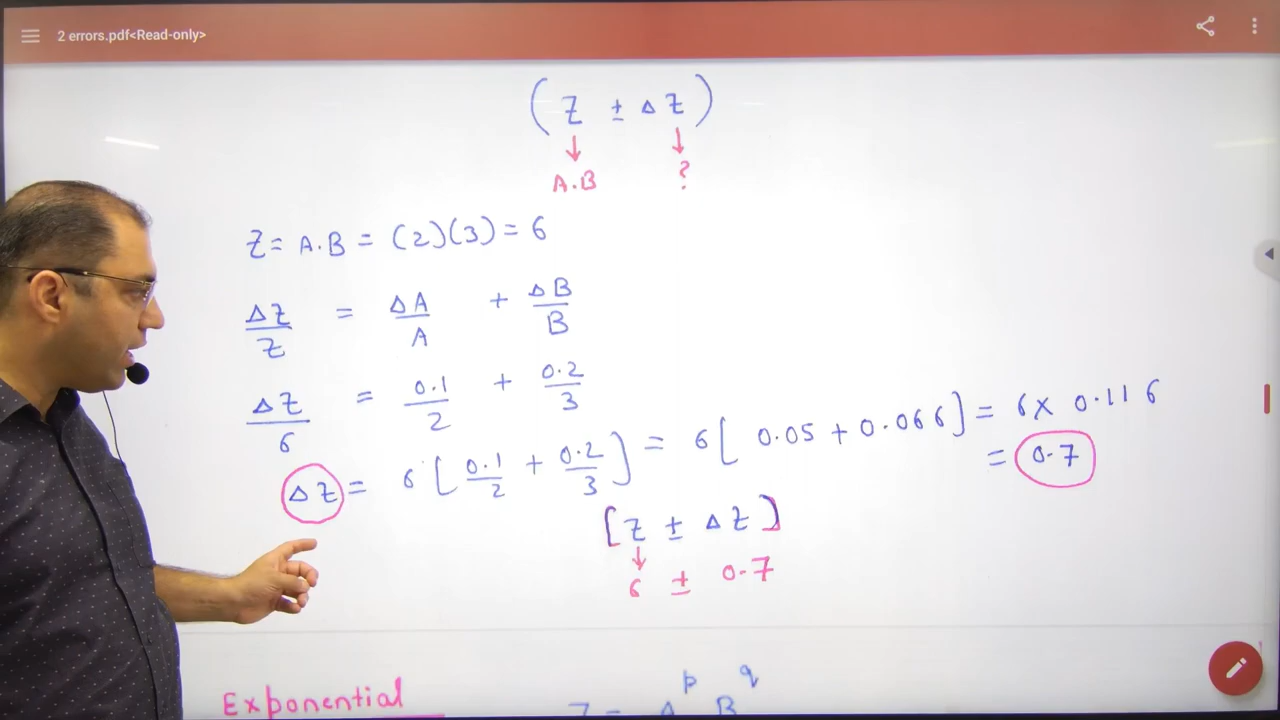 2 errors.pdf<Read-only>
(Z ± ΔZ)
↓ ↓
A.B ?
Z = A.B = (2)(3) = 6
ΔZ/Z = ΔA/A + ΔB/B
ΔZ/6 = 0.1/2 + 0.2/3
ΔZ = 6[0.1/2 + 0.2/3] = 6[0.05 + 0.066] = 6 x 0.116
= 0.7
[Z ± ΔZ]
↓
6 ± 0.7
Exponential
p q
Z = A B